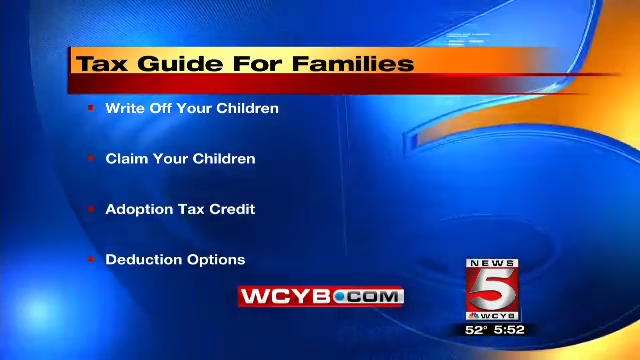 Tax Guide For Families
Write Off Your Children
Claim Your Children
Adoption Tax Credit
Deduction Options
WCYB.COM
NEWS
5
WCYB
52° 5:52